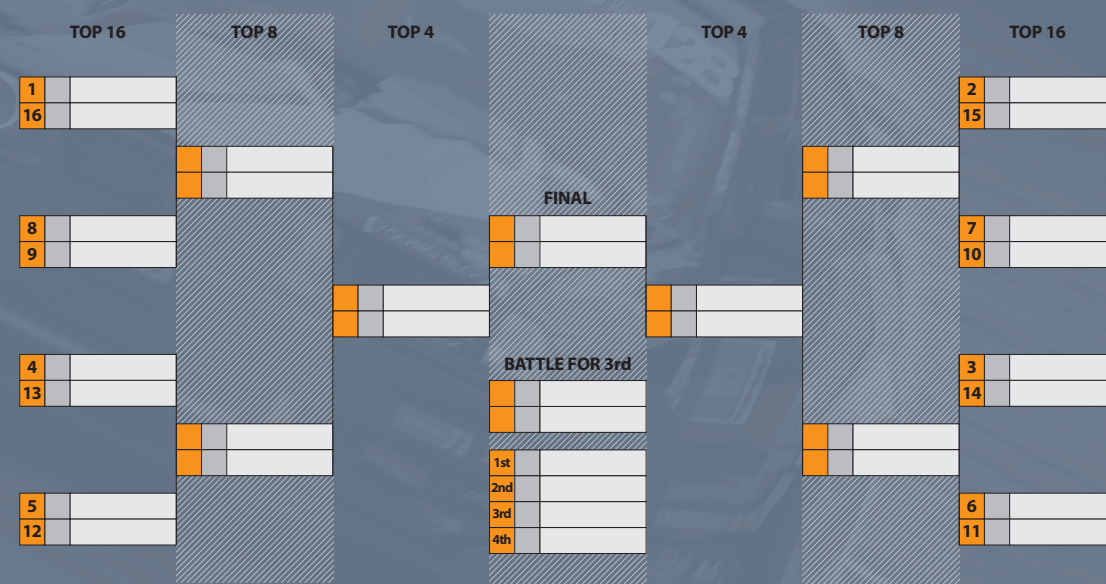 TOP 16
TOP 8
TOP 4
TOP 4
TOP 8
TOP 16
1
16
8
9
4
13
5
12
FINAL
BATTLE FOR 3rd
1st
2nd
3rd
4th
2
15
7
10
3
14
6
11